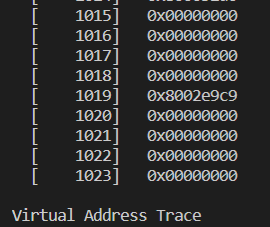 [    1015]   0x00000000
[    1016]   0x00000000
[    1017]   0x00000000
[    1018]   0x00000000
[    1019]   0x8002e9c9
[    1020]   0x00000000
[    1021]   0x00000000
[    1022]   0x00000000
[    1023]   0x00000000
Virtual Address Trace